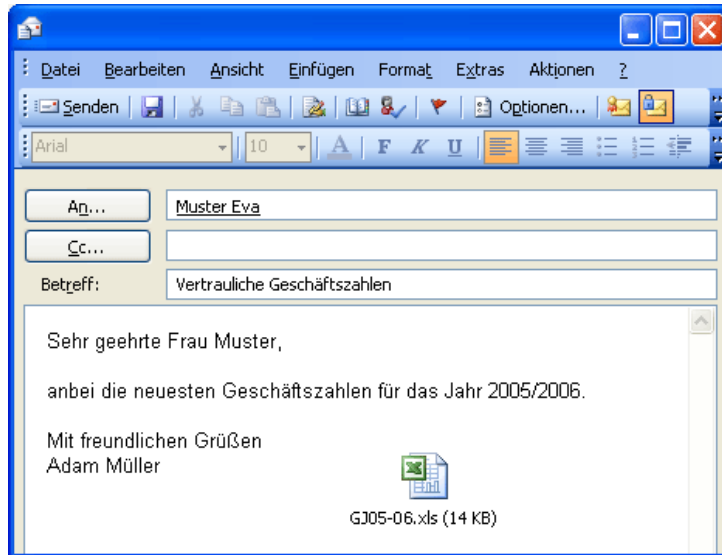 Datei Bearbeiten Ansicht Einfügen Format Extras Aktionen ?
Senden Optionen...
Arial 10 A F K U
An... Muster Eva
Cc...
Betreff: Vertrauliche Geschäftszahlen
Sehr geehrte Frau Muster,
anbei die neuesten Geschäftszahlen für das Jahr 2005/2006.
Mit freundlichen Grüßen
Adam Müller
GJ05-06.xls (14 KB)